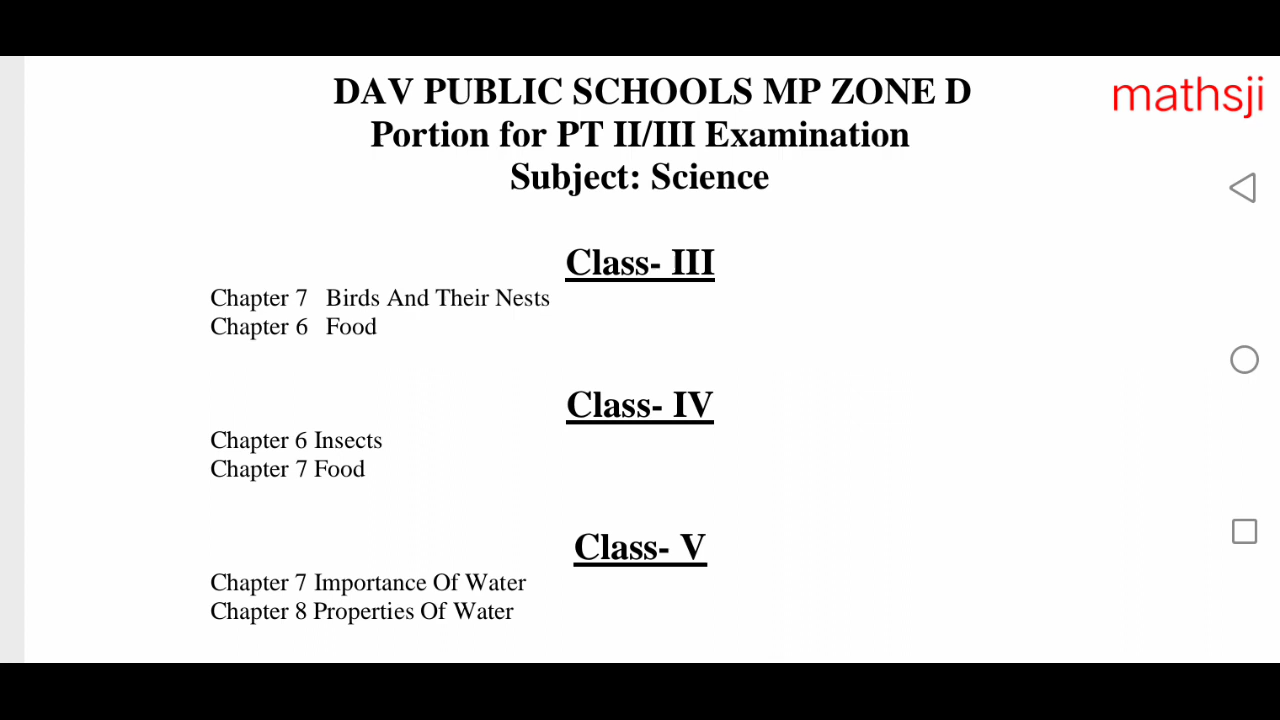 DAV PUBLIC SCHOOLS MP ZONE D
mathsji
Portion for PT II/III Examination
Subject: Science
Class- III
Chapter 7 Birds And Their Nests
Chapter 6 Food
Class- IV
Chapter 6 Insects
Chapter 7 Food
Class- V
Chapter 7 Importance Of Water
Chapter 8 Properties Of Water